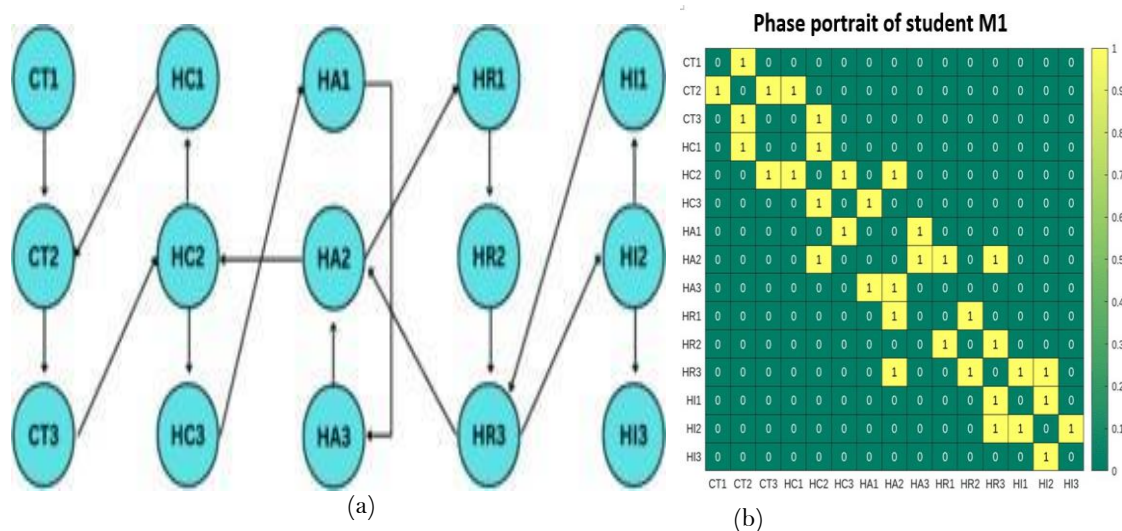 CT1 HC1 HA1 HR1 HI1
CT2 HC2 HA2 HR2 HI2
CT3 HC3 HA3 HR3 HI3
(a)
Phase portrait of student M1
CT1 0 1 0 0 0 0 0 0 0 0 0 0 0 0 0
CT2 1 0 1 1 0 0 0 0 0 0 0 0 0 0 0
CT3 0 1 0 0 1 0 0 0 0 0 0 0 0 0 0
HC1 0 1 0 0 1 0 0 0 0 0 0 0 0 0 0
HC2 0 0 1 1 0 1 0 1 0 0 0 0 0 0 0
HC3 0 0 0 0 1 0 1 0 0 0 0 0 0 0 0
HA1 0 0 0 0 0 1 0 0 1 0 0 0 0 0 0
HA2 0 0 0 0 1 0 0 0 1 1 0 1 0 0 0
HA3 0 0 0 0 0 0 1 1 0 0 0 0 0 0 0
HR1 0 0 0 0 0 0 0 1 0 0 1 0 0 0 0
HR2 0 0 0 0 0 0 0 0 0 1 0 1 0 0 0
HR3 0 0 0 0 0 0 0 1 0 0 1 0 1 1 0
HI1 0 0 0 0 0 0 0 0 0 0 0 1 0 1 0
HI2 0 0 0 0 0 0 0 0 0 0 0 1 1 0 1
HI3 0 0 0 0 0 0 0 0 0 0 0 0 0 1 0
CT1 CT2 CT3 HC1 HC2 HC3 HA1 HA2 HA3 HR1 HR2 HR3 HI1 HI2 HI3
1
0.9
0.8
0.7
0.6
0.5
0.4
0.3
0.2
0.1
0
(b)